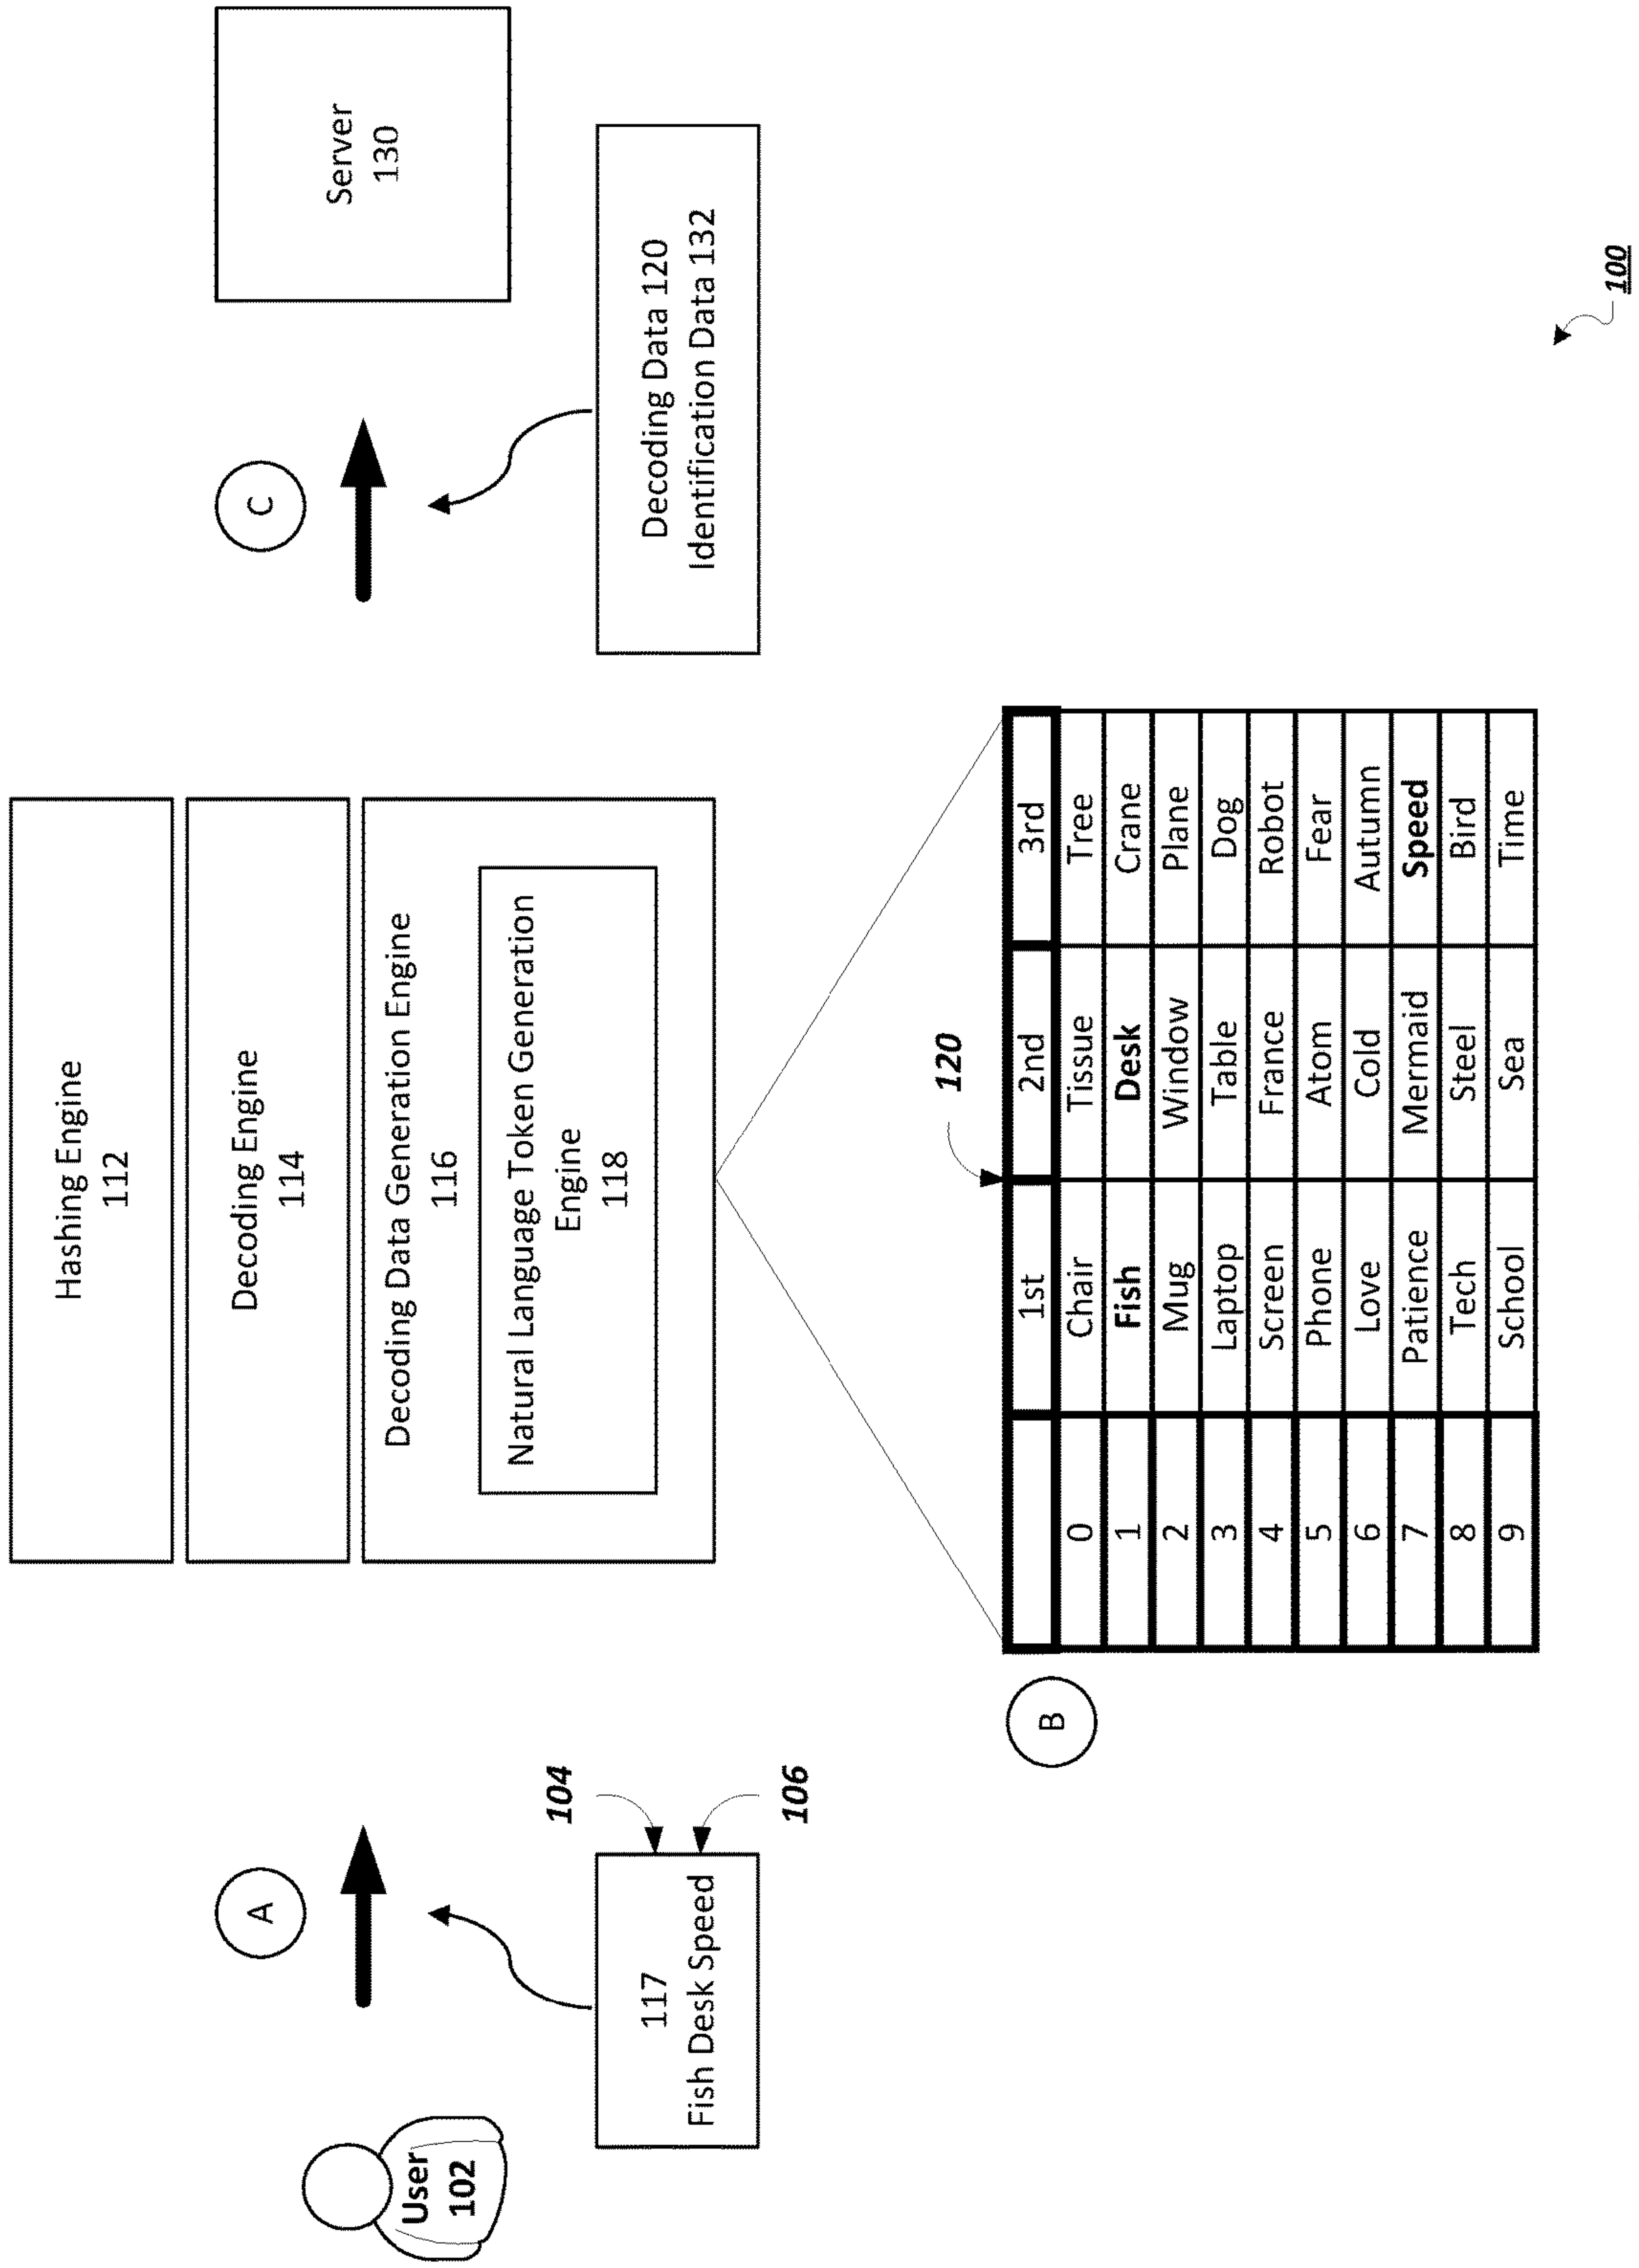 Hashing Engine
112
Decoding Engine
114
Decoding Data Generation Engine
116
Natural Language Token Generation
Engine
118
A
C
Server
130
User
102
104
117
Fish Desk Speed
106
Decoding Data 120
Identification Data 132
120
B
1st 2nd 3rd
0 Chair Tissue Tree
1 Fish Desk Crane
2 Mug Window Plane
3 Laptop Table Dog
4 Screen France Robot
5 Phone Atom Fear
6 Love Cold Autumn
7 Patience Mermaid Speed
8 Tech Steel Bird
9 School Sea Time
100